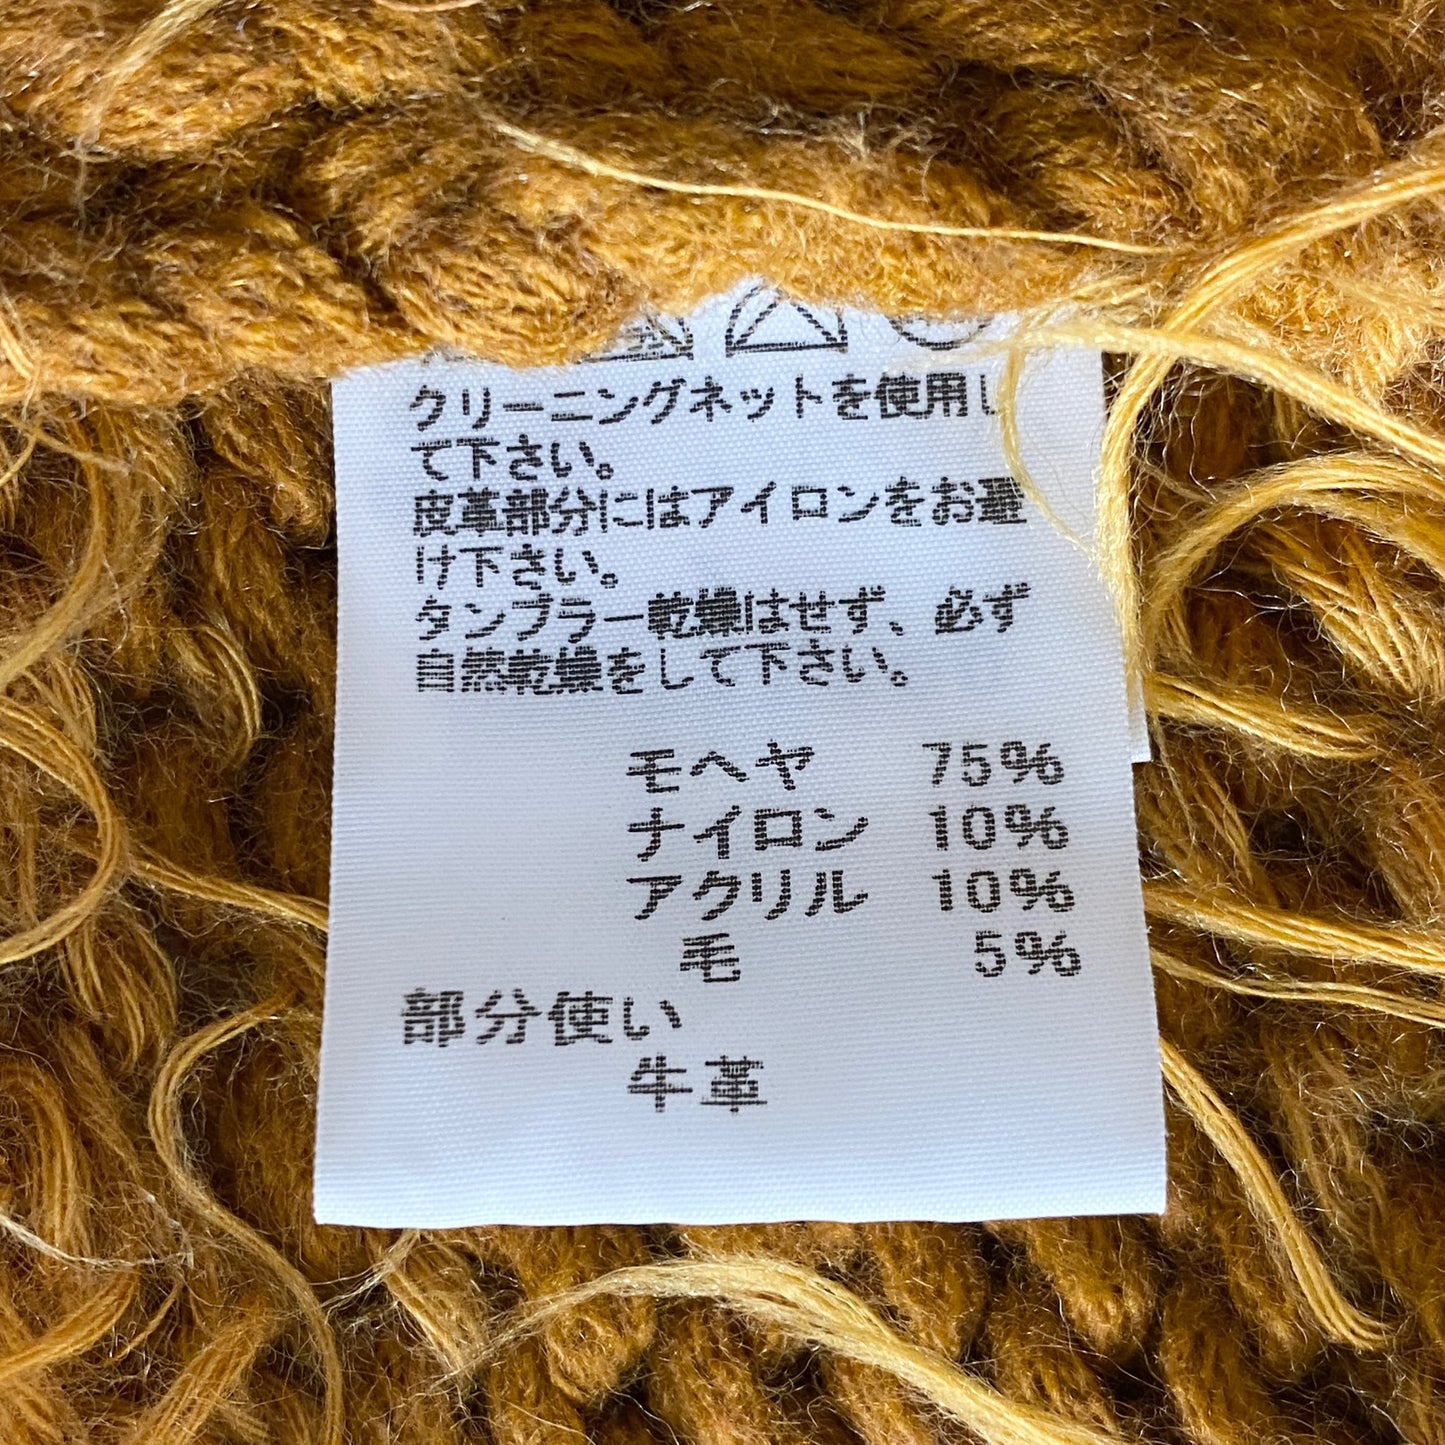 クリーニングネットを使用し
て下さい。
皮革部分にはアイロンをお避
け下さい。
タンブラー乾燥はせず、必ず
自然乾燥をして下さい。
モヘヤ 75%
ナイロン 10%
アクリル 10%
毛 5%
部分使い
牛革